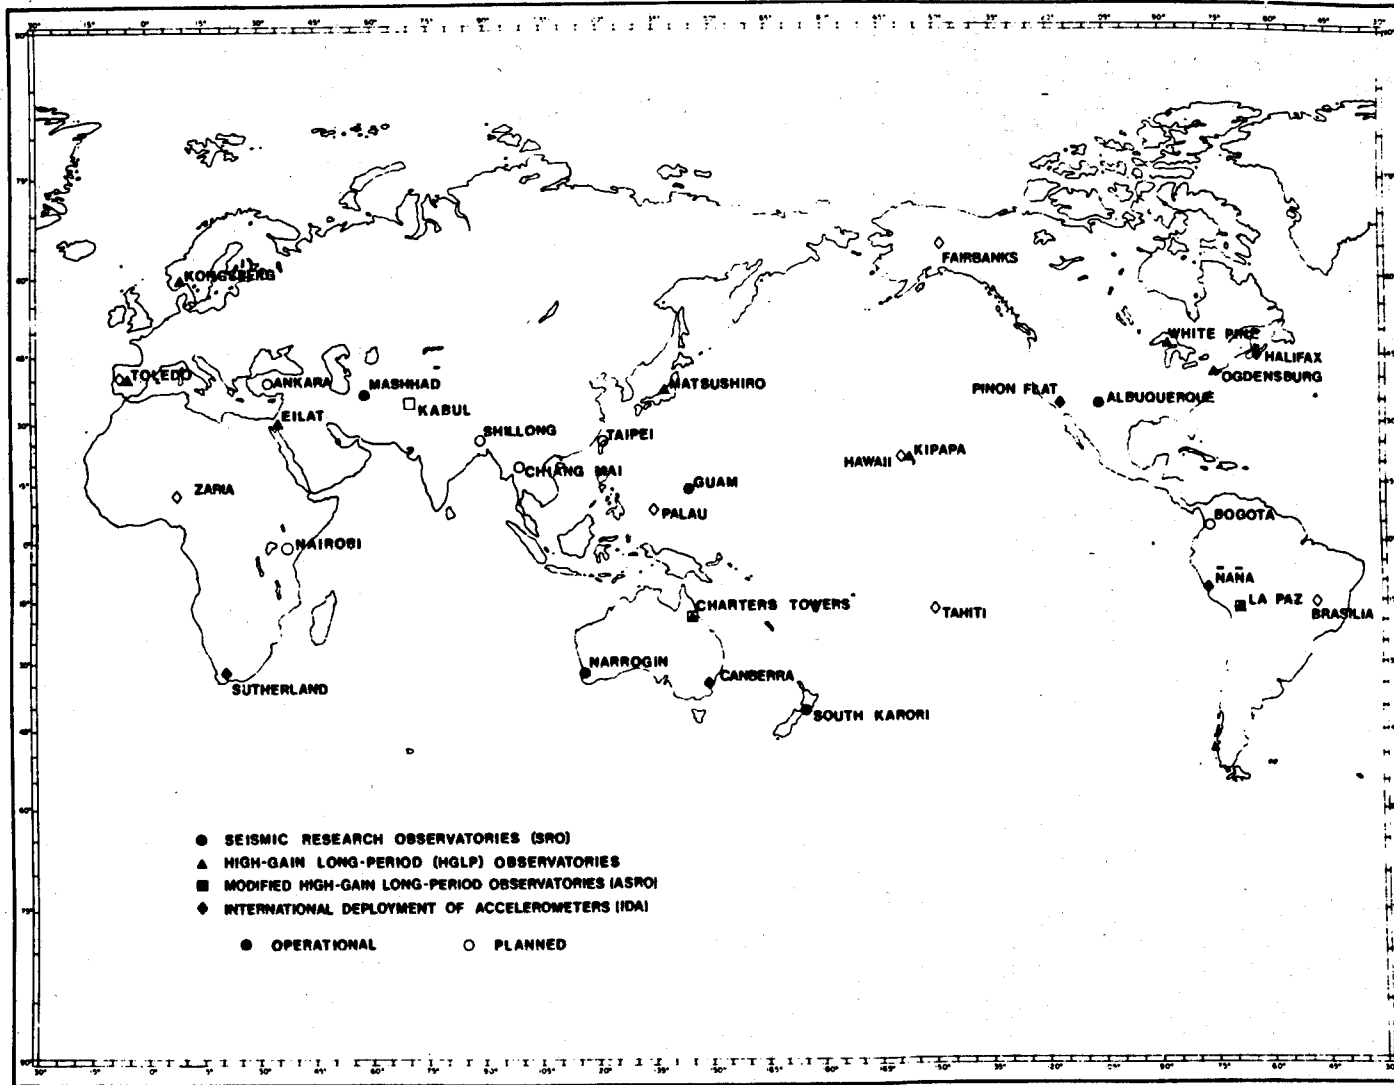 FAIRBANKS
KONGSBERG
WHITE PINE
HALIFAX
TOLEDO
ANKARA
MASHHAD
MATSUSHIRO
OGDENSBURG
PINON FLAT
ALBUQUERQUE
KABUL
EILAT
SHILLONG
TAIPEI
KIPAPA
HAWAII
CHIANG MAI
GUAM
ZARIA
PALAU
BOGOTA
NAIROBI
ÑAÑA
LA PAZ
CHARTERS TOWERS
TAHITI
BRASILIA
NARROGIN
CANBERRA
SUTHERLAND
SOUTH KARORI
SEISMIC RESEARCH OBSERVATORIES (SRO)
HIGH-GAIN LONG-PERIOD (HGLP) OBSERVATORIES
MODIFIED HIGH-GAIN LONG-PERIOD OBSERVATORIES (ASRO)
INTERNATIONAL DEPLOYMENT OF ACCELEROMETERS (IDA)
OPERATIONAL PLANNED